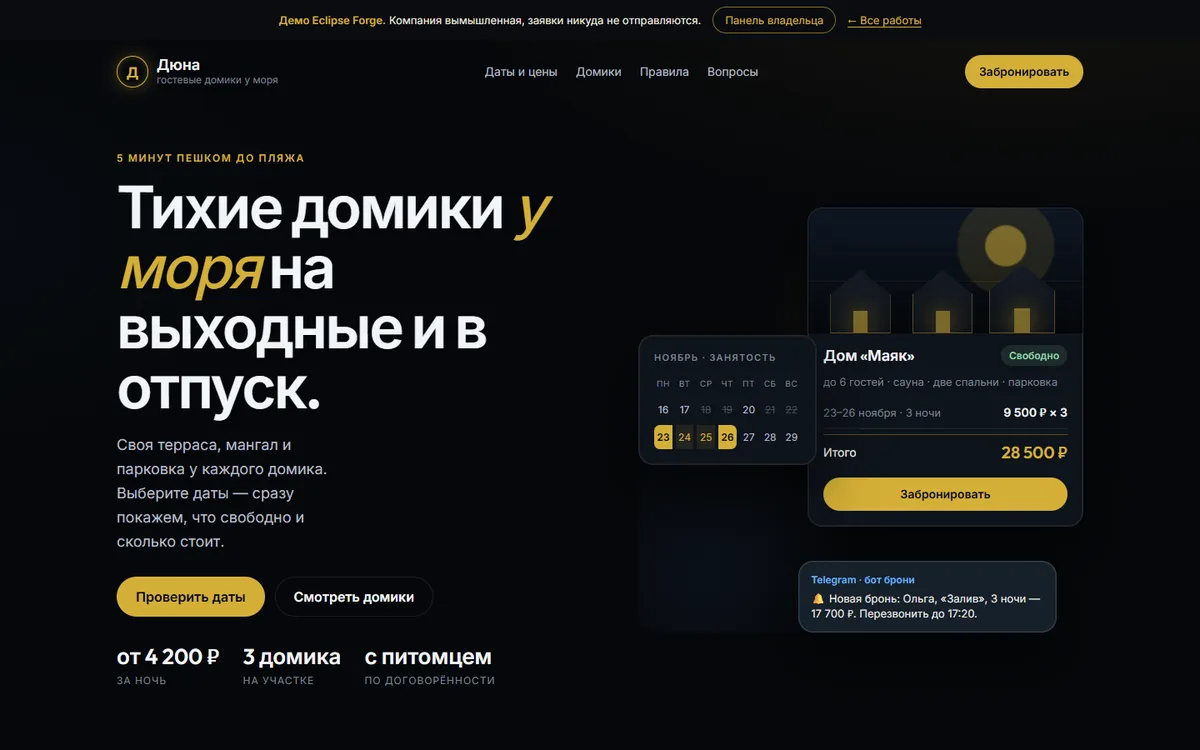 Демо Eclipse Forge. Компания вымышленная, заявки никуда не отправляются. Панель владельца ← Все работы
Д
Дюна
гостевые домики у моря
Даты и цены Домики Правила Вопросы
Забронировать
5 МИНУТ ПЕШКОМ ДО ПЛЯЖА
Тихие домики у
моря на
выходные и в
отпуск.
Своя терраса, мангал и
парковка у каждого домика.
Выберите даты — сразу
покажем, что свободно и
сколько стоит.
Проверить даты Смотреть домики
от 4 200 ₽ 3 домика с питомцем
ЗА НОЧЬ НА УЧАСТКЕ ПО ДОГОВОРЁННОСТИ
НОЯБРЬ · ЗАНЯТОСТЬ
ПН ВТ СР ЧТ ПТ СБ ВС
16 17 18 19 20 21 22
23 24 25 26 27 28 29
Дом «Маяк» Свободно
до 6 гостей · сауна · две спальни · парковка
23–26 ноября · 3 ночи 9 500 ₽ × 3
Итого 28 500 ₽
Забронировать
Telegram · бот брони
🔔 Новая бронь: Ольга, «Залив», 3 ночи —
17 700 ₽. Перезвонить до 17:20.